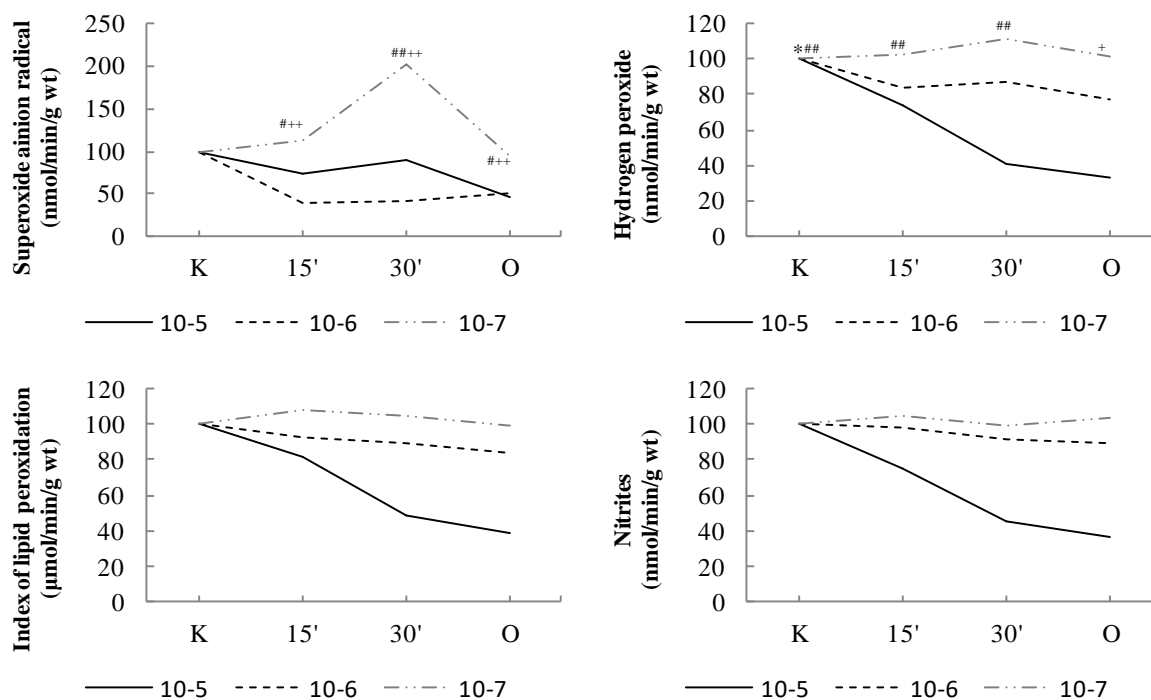 Superoxide ainion radical
(nmol/min/g wt)
250
200
150
100
50
0
#++
##++
#++
K 15' 30' O
10-5 10-6 10-7
Hydrogen peroxide
(nmol/min/g wt)
120
100
80
60
40
20
0
*##
##
##
+
K 15' 30' O
10-5 10-6 10-7
Index of lipid peroxidation
(µmol/min/g wt)
120
100
80
60
40
20
0
K 15' 30' O
10-5 10-6 10-7
Nitrites
(nmol/min/g wt)
120
100
80
60
40
20
0
K 15' 30' O
10-5 10-6 10-7